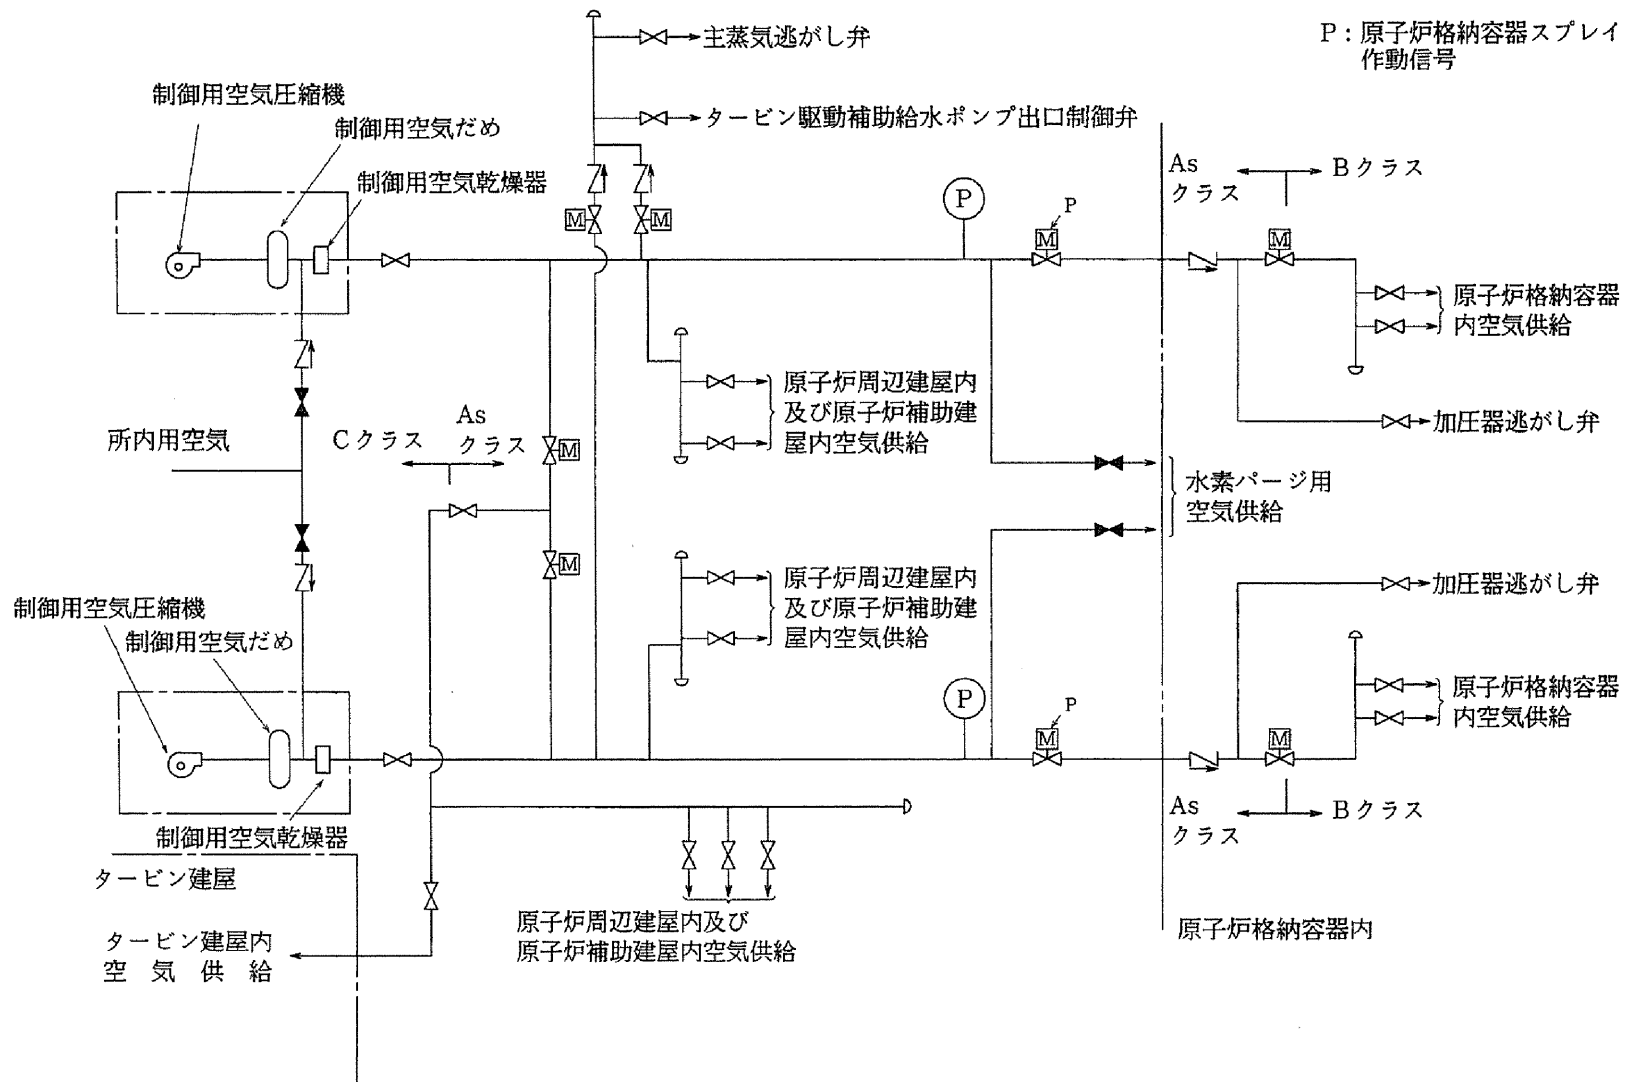 主蒸気逃がし弁
P：原子炉格納容器スプレイ
作動信号
制御用空気圧縮機
制御用空気だめ
タービン駆動補助給水ポンプ出口制御弁
制御用空気乾燥器
As
クラス
Bクラス
M
M
P
P
M
M
原子炉格納容器
内空気供給
原子炉周辺建屋内
及び原子炉補助建
屋内空気供給
加圧器逃がし弁
所内用空気
Cクラス
As
クラス
M
水素パージ用
空気供給
M
原子炉周辺建屋内
及び原子炉補助建
屋内空気供給
加圧器逃がし弁
制御用空気圧縮機
制御用空気だめ
P
P
M
M
原子炉格納容器
内空気供給
As
クラス
Bクラス
制御用空気乾燥器
タービン建屋
原子炉周辺建屋内及び
原子炉補助建屋内空気供給
原子炉格納容器内
タービン建屋内
空気供給